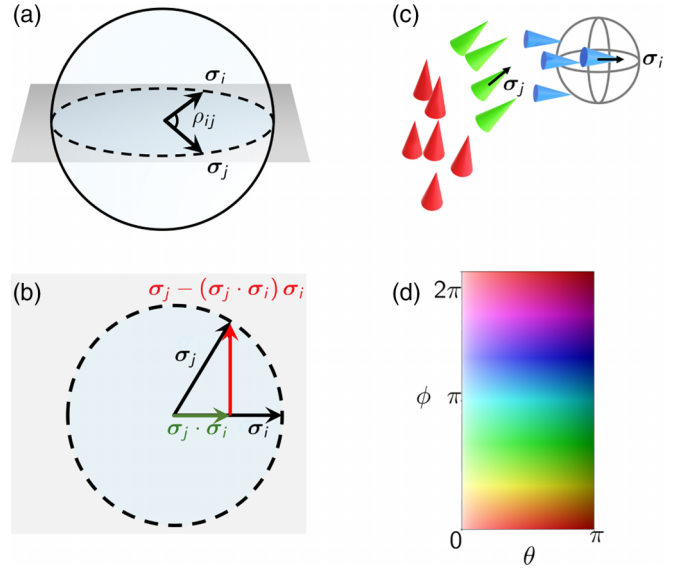 (a)
σᵢ
ρᵢⱼ
σⱼ
(b)
σⱼ − (σⱼ · σᵢ) σᵢ
σⱼ
σⱼ · σᵢ
σᵢ
(c)
σᵢ
σⱼ
(d)
2π
ϕ
π
0
π
θ